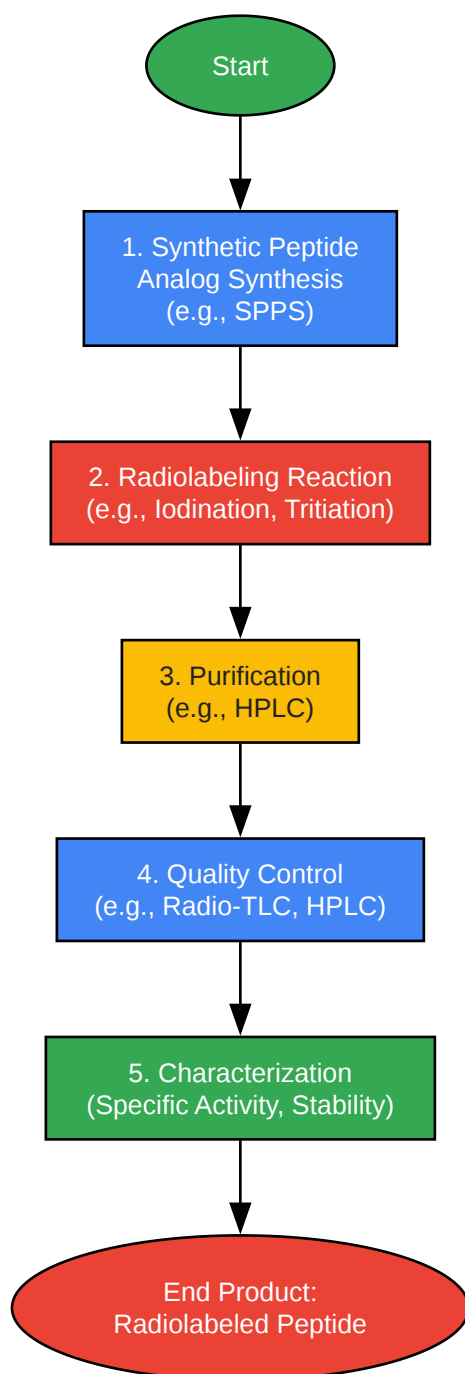 Start
1. Synthetic Peptide
Analog Synthesis
(e.g., SPPS)
2. Radiolabeling Reaction
(e.g., Iodination, Tritiation)
3. Purification
(e.g., HPLC)
4. Quality Control
(e.g., Radio-TLC, HPLC)
5. Characterization
(Specific Activity, Stability)
End Product:
Radiolabeled Peptide